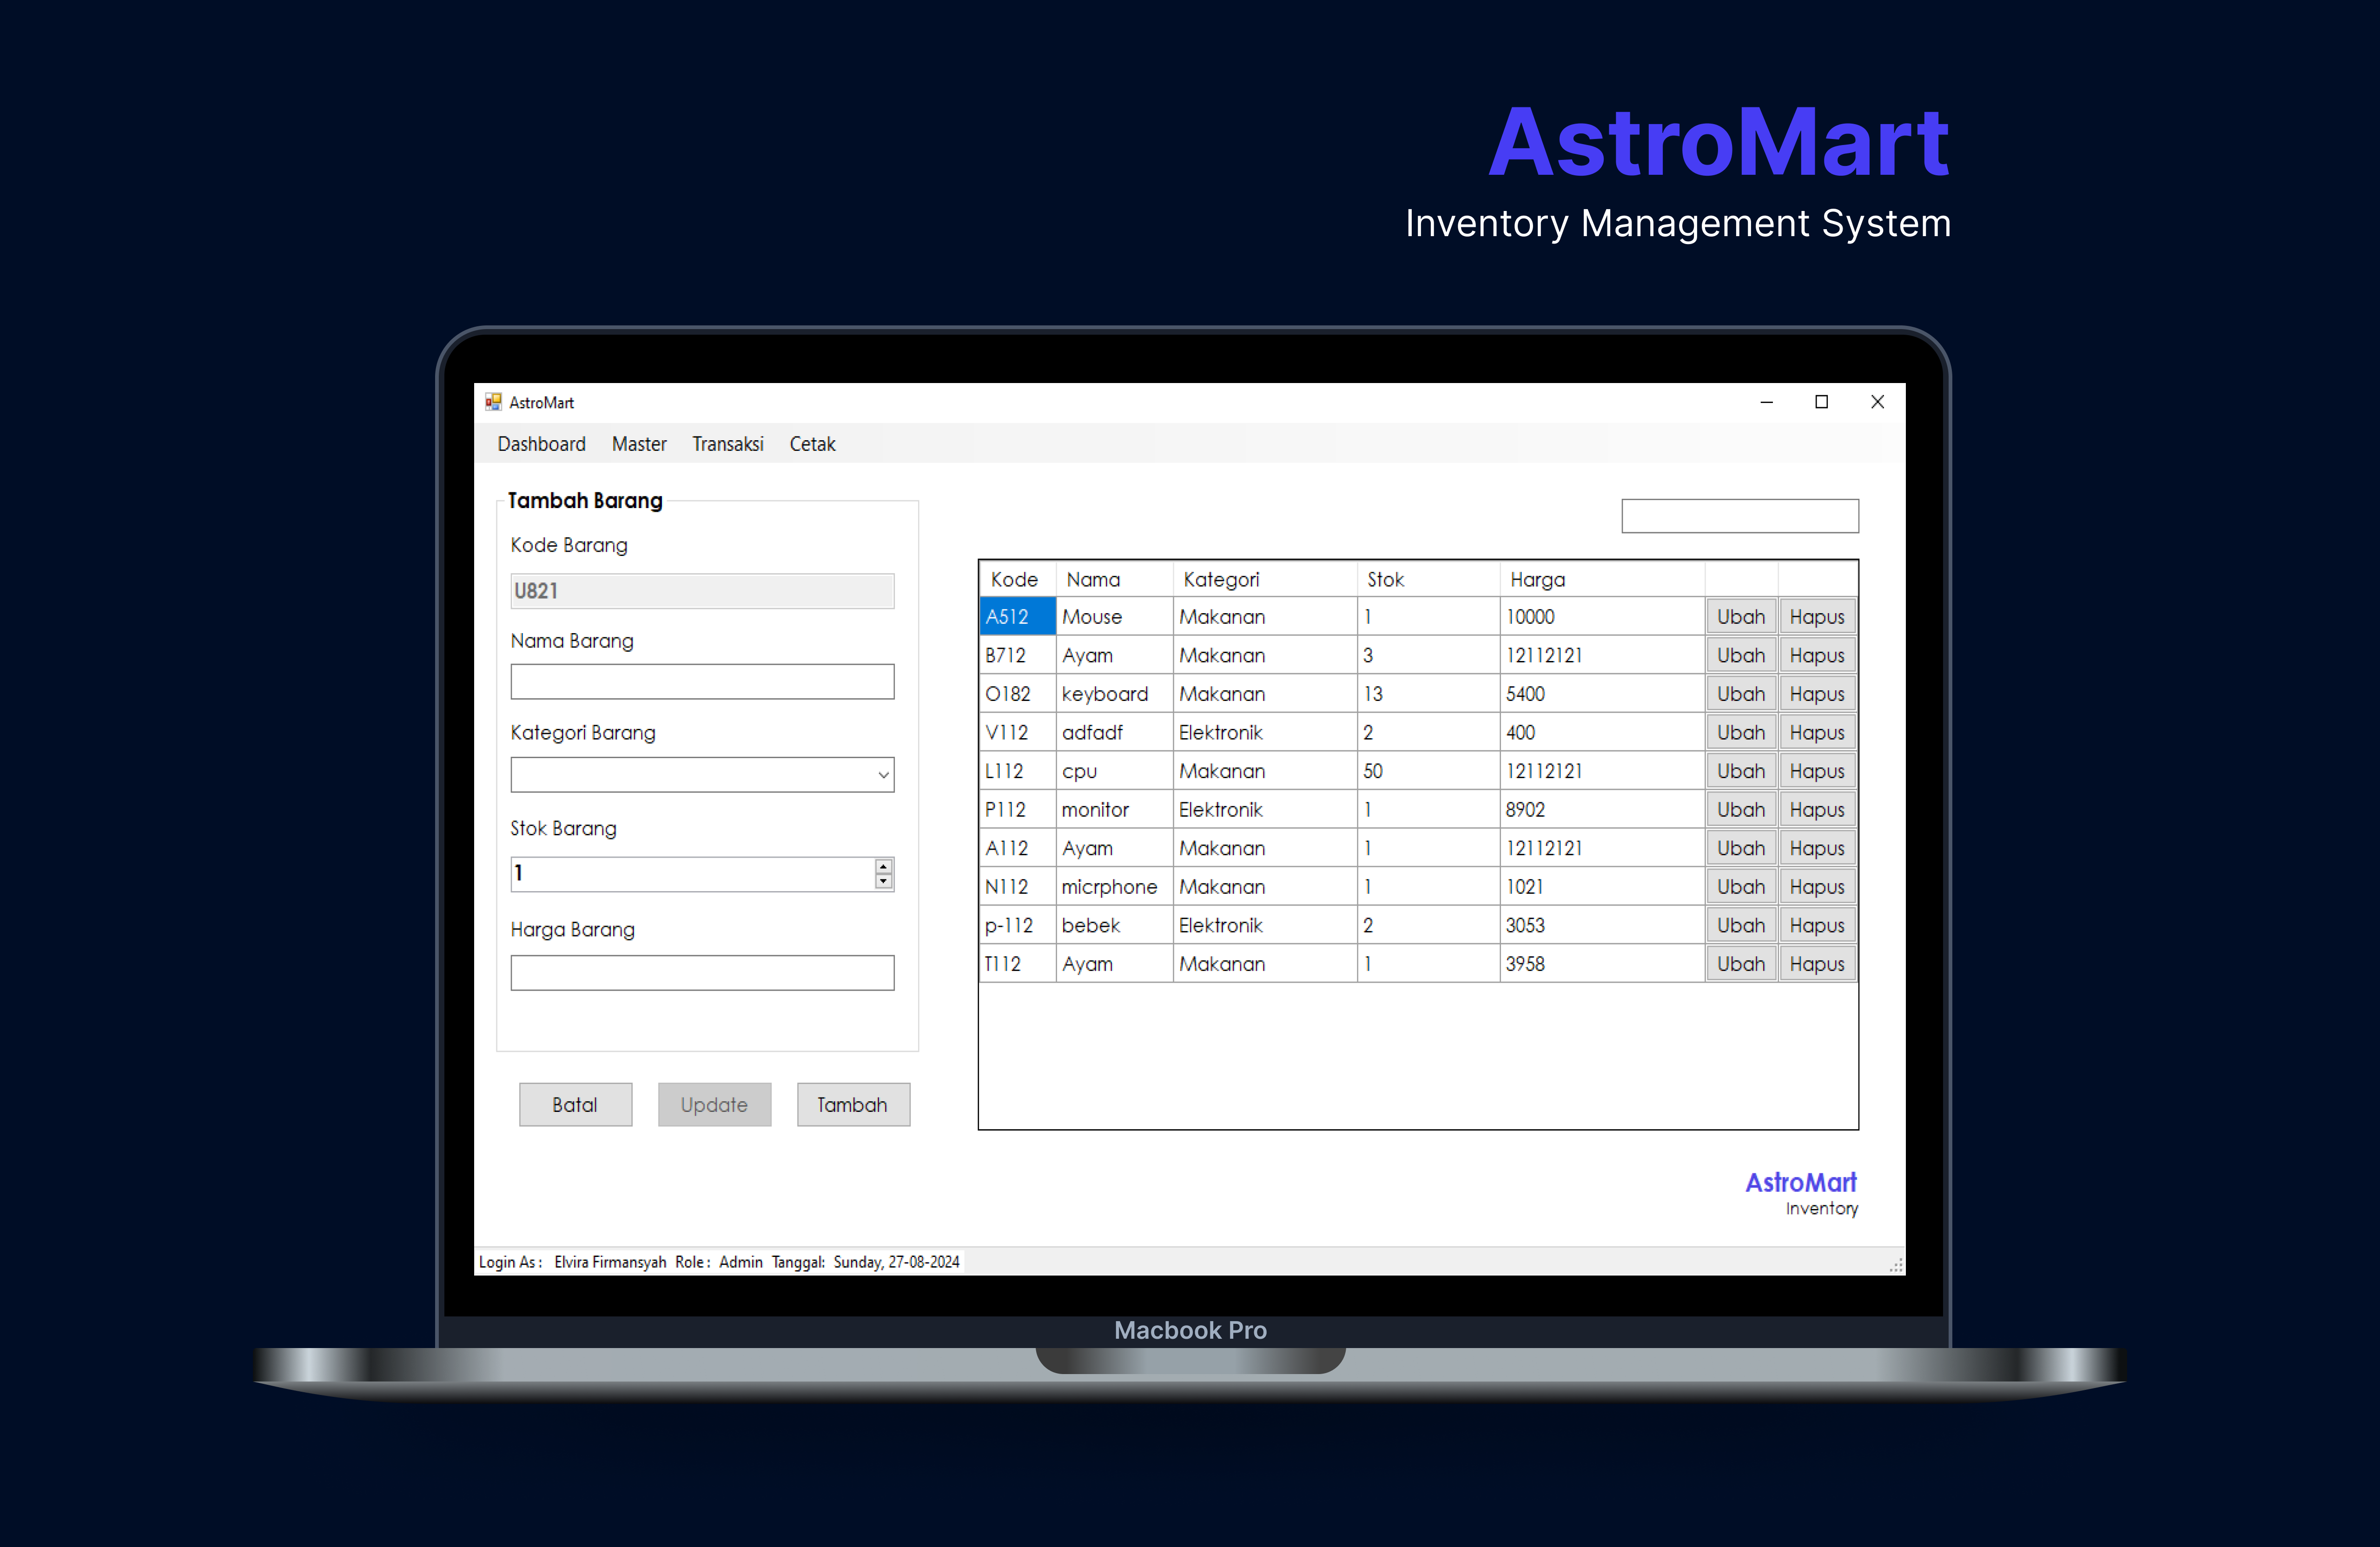 AstroMart
Inventory Management System
AstroMart
Dashboard Master Transaksi Cetak
Tambah Barang
Kode Barang
U821
Nama Barang
Kategori Barang
Stok Barang
1
Harga Barang
Batal Update Tambah
Kode Nama Kategori Stok Harga
A512 Mouse Makanan 1 10000 Ubah Hapus
B712 Ayam Makanan 3 12112121 Ubah Hapus
O182 keyboard Makanan 13 5400 Ubah Hapus
V112 adfadf Elektronik 2 400 Ubah Hapus
L112 cpu Makanan 50 12112121 Ubah Hapus
P112 monitor Elektronik 1 8902 Ubah Hapus
A112 Ayam Makanan 1 12112121 Ubah Hapus
N112 micrphone Makanan 1 1021 Ubah Hapus
p-112 bebek Elektronik 2 3053 Ubah Hapus
T112 Ayam Makanan 1 3958 Ubah Hapus
AstroMart
Inventory
Login As : Elvira Firmansyah Role : Admin Tanggal: Sunday, 27-08-2024
Macbook Pro